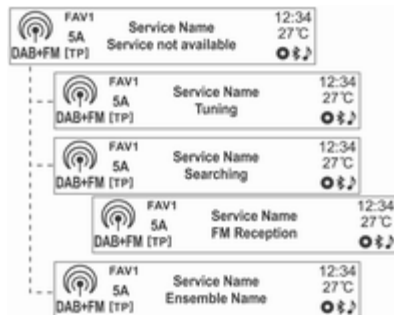 FAV1 Service Name 12:34
5A Service not available 27℃
DAB+FM [TP]
FAV1 Service Name 12:34
5A Tuning 27℃
DAB+FM [TP]
FAV1 Service Name 12:34
5A Searching 27℃
DAB+FM [TP]
FAV1 Service Name 12:34
5A FM Reception 27℃
DAB+FM [TP]
FAV1 Service Name 12:34
5A Ensemble Name 27℃
DAB+FM [TP]